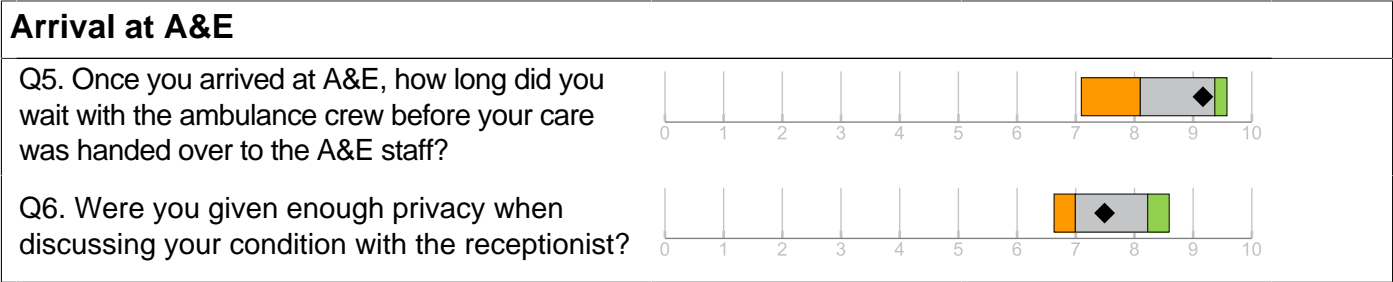 Arrival at A&E
Q5. Once you arrived at A&E, how long did you
wait with the ambulance crew before your care
was handed over to the A&E staff?
0 1 2 3 4 5 6 7 8 9 10
Q6. Were you given enough privacy when
discussing your condition with the receptionist?
0 1 2 3 4 5 6 7 8 9 10